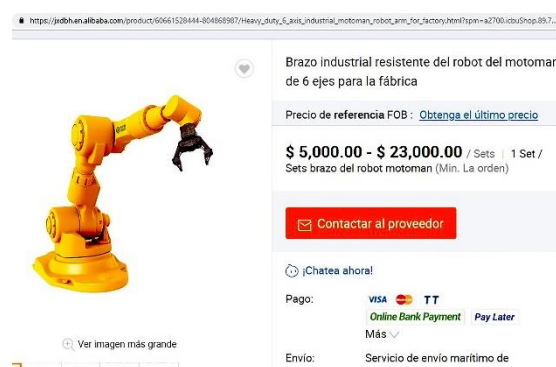 https://jxdbh.en.alibaba.com/product/60661528444-804868987/Heavy_duty_6_axis_industrial_motoman_robot_arm_for_factory.html?spm=a2700.icbuShop.89.7...
Brazo industrial resistente del robot del motoman
de 6 ejes para la fábrica
Precio de referencia FOB : Obtenga el último precio
$ 5,000.00 - $ 23,000.00 / Sets | 1 Set /
Sets brazo del robot motoman (Min. La orden)
Contactar al proveedor
¡Chatea ahora!
Pago: VISA TT
Online Bank Payment Pay Later
Más
Ver imagen más grande
Envío: Servicio de envío marítimo de